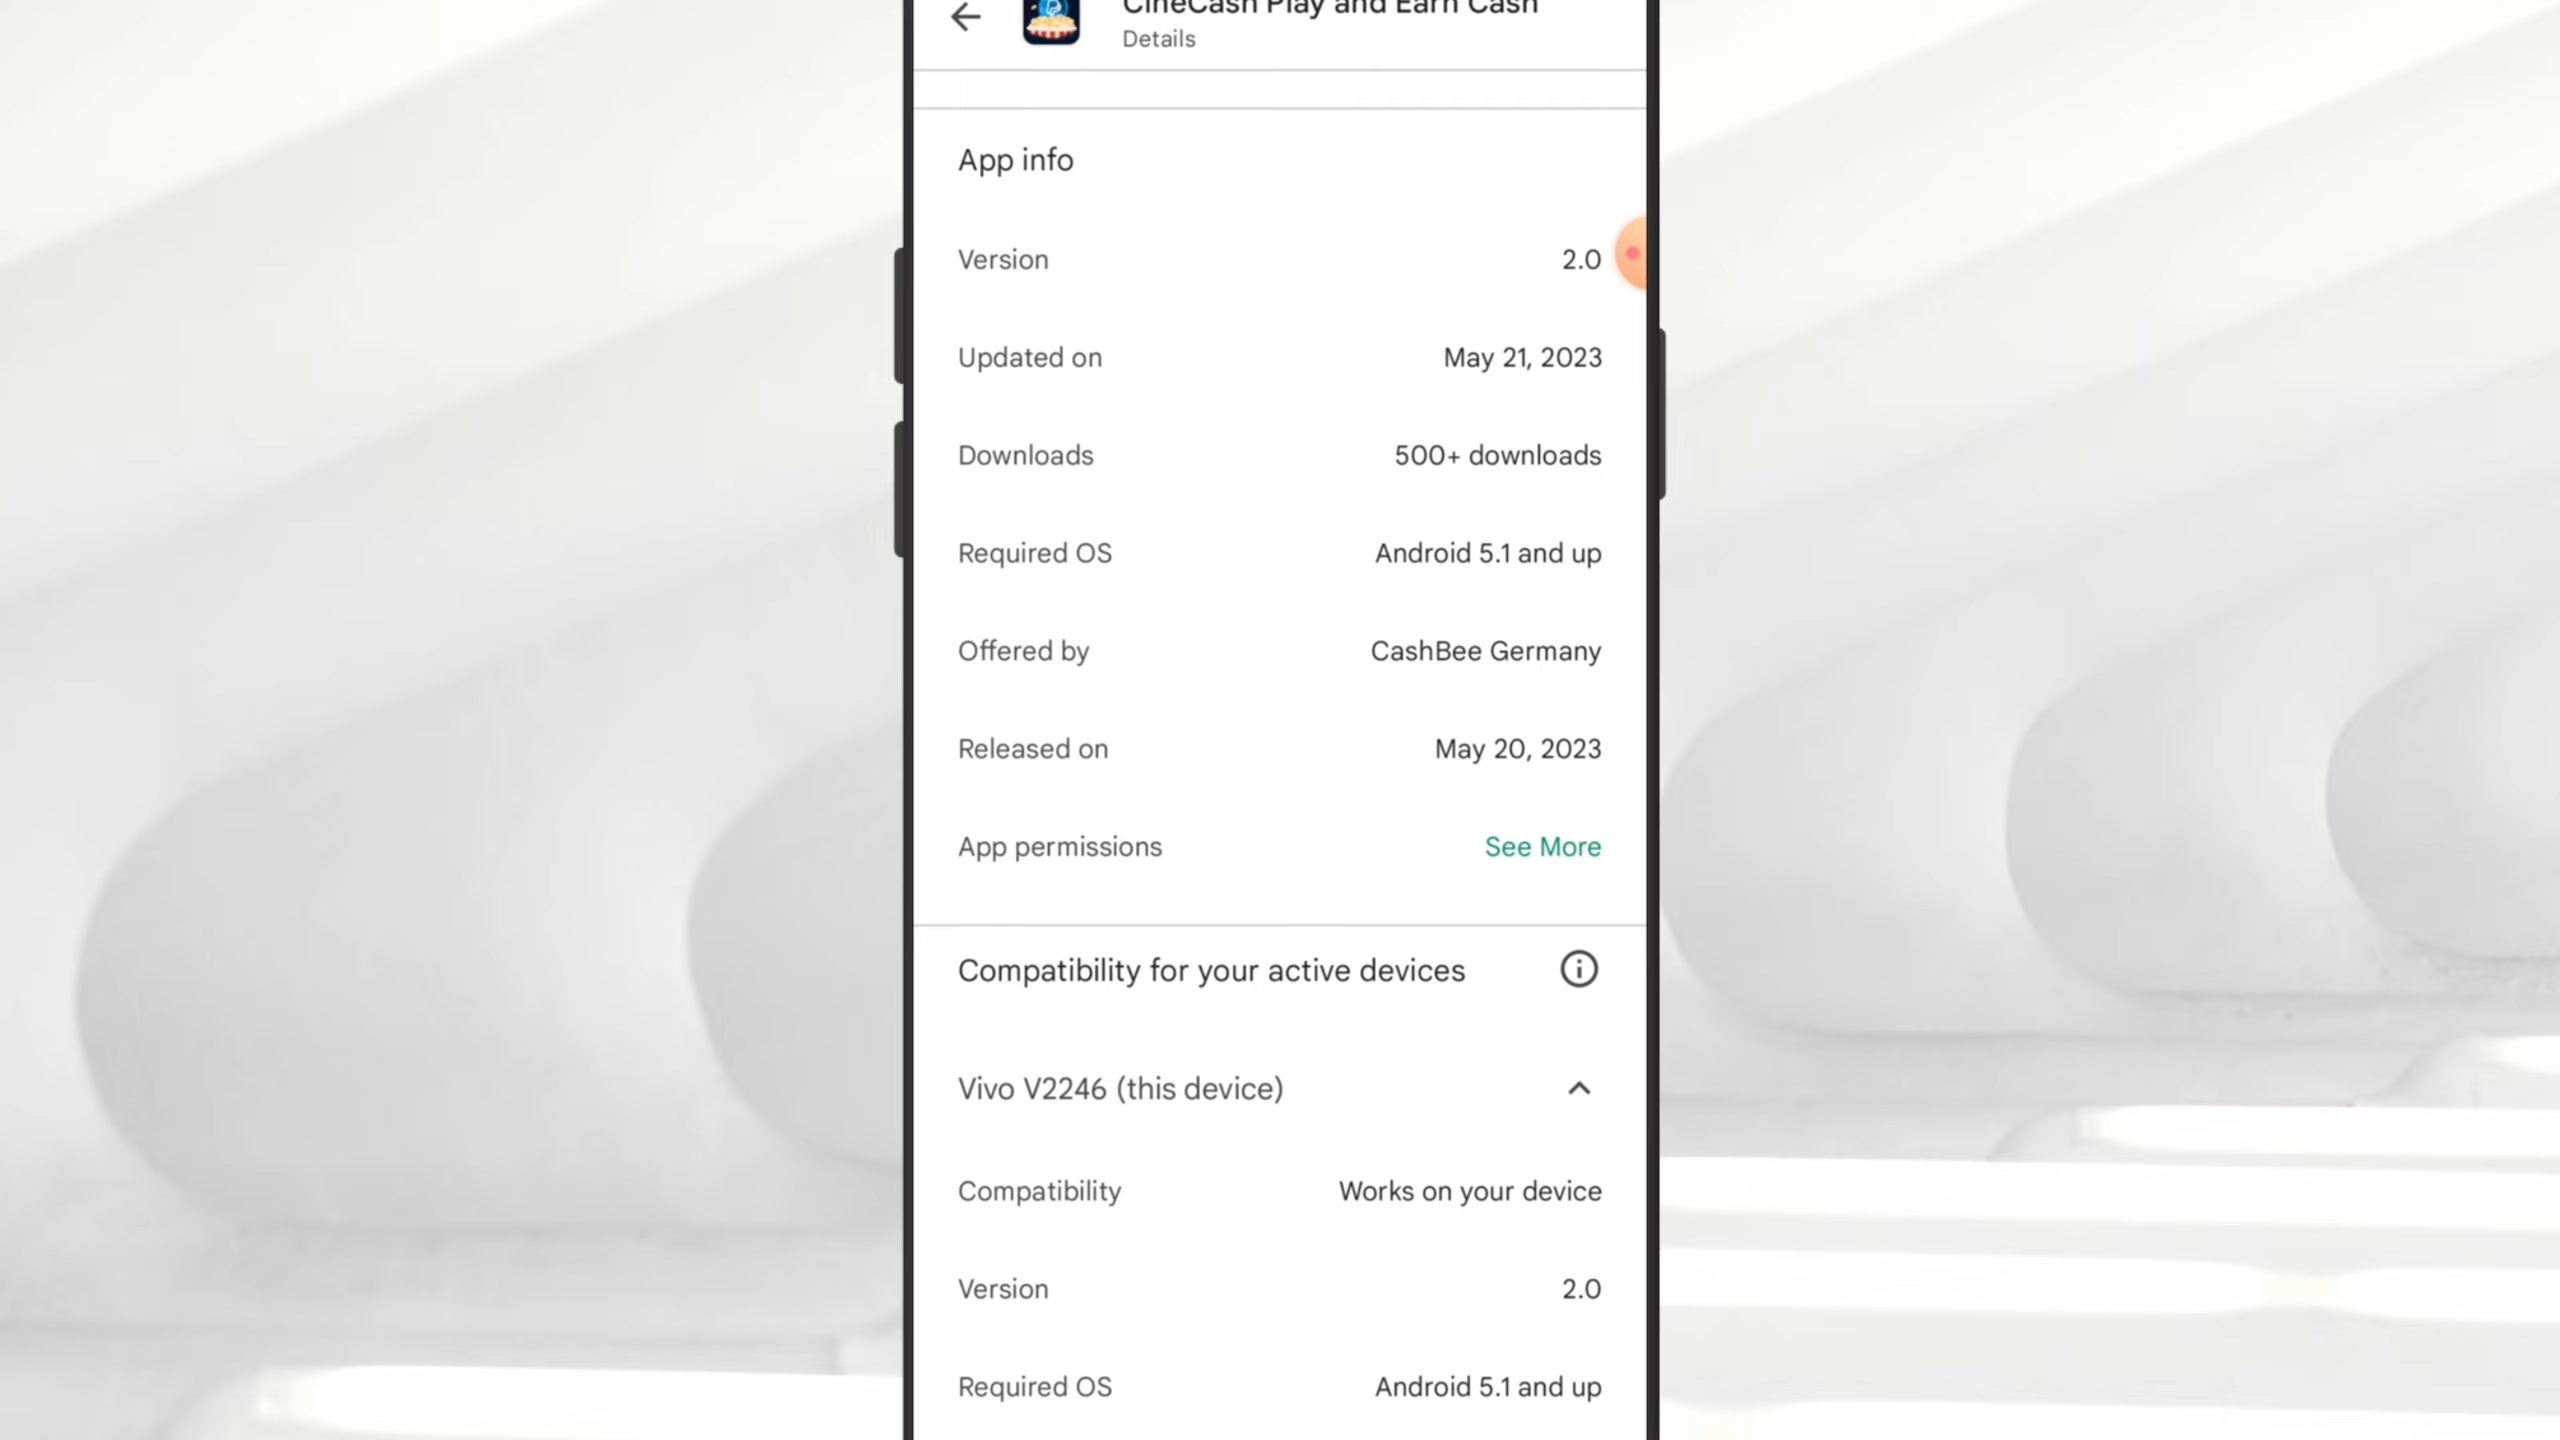 CineCash Play and Earn Cash
Details
App info
Version 2.0
Updated on May 21, 2023
Downloads 500+ downloads
Required OS Android 5.1 and up
Offered by CashBee Germany
Released on May 20, 2023
App permissions See More
Compatibility for your active devices
Vivo V2246 (this device)
Compatibility Works on your device
Version 2.0
Required OS Android 5.1 and up